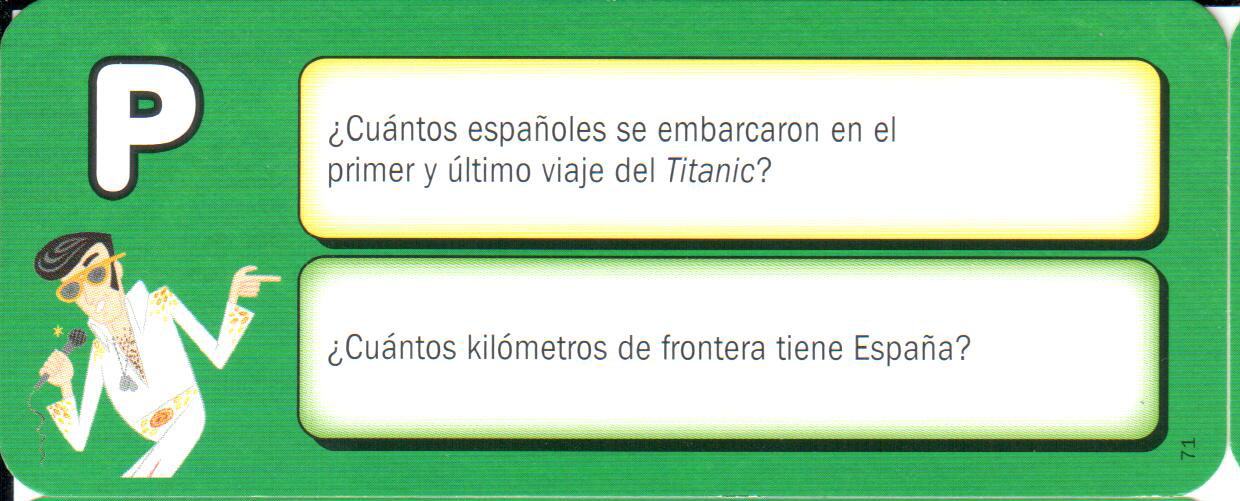 P
¿Cuántos españoles se embarcaron en el
primer y último viaje del Titanic?
¿Cuántos kilómetros de frontera tiene España?
71